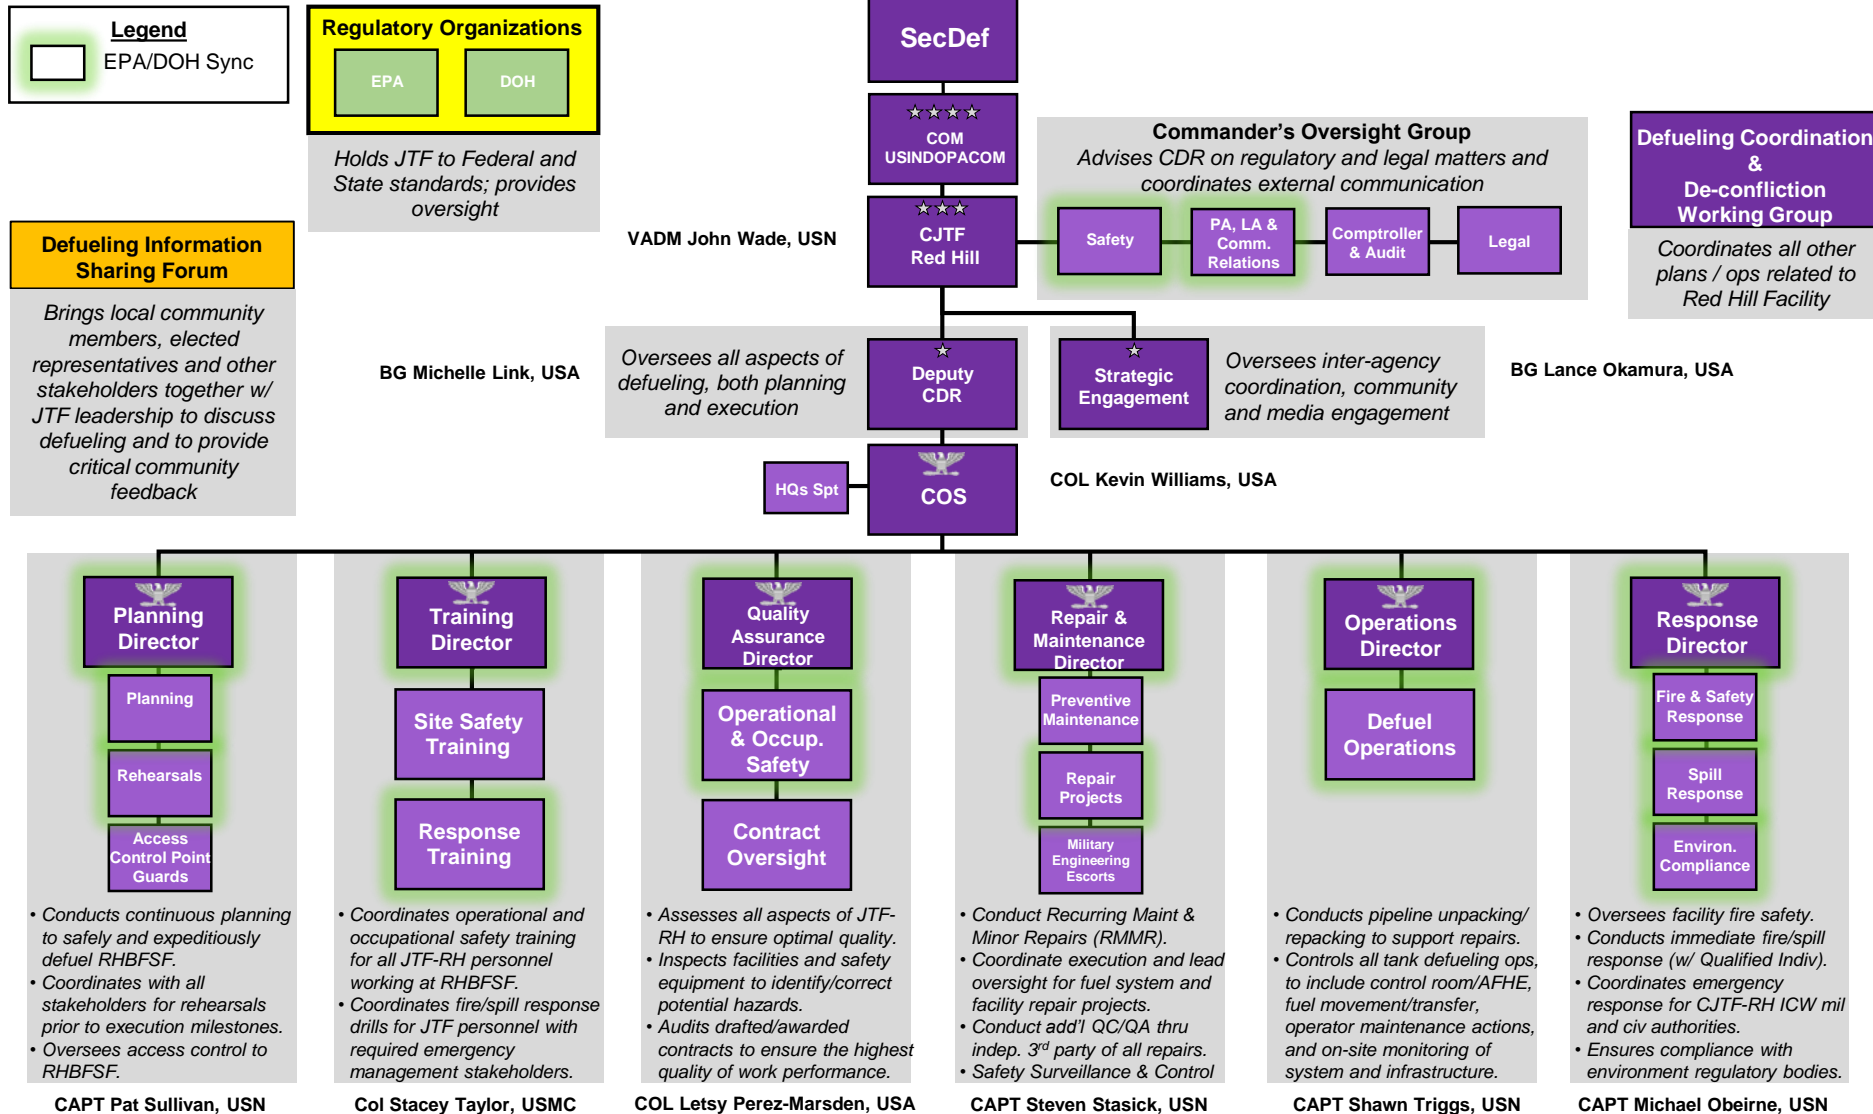 Legend
EPA/DOH Sync
Regulatory Organizations
EPA
DOH
Holds JTF to Federal and
State standards; provides
oversight
Defueling Information
Sharing Forum
Brings local community
members, elected
representatives and other
stakeholders together w/
JTF leadership to discuss
defueling and to provide
critical community
feedback
SecDef
COM
USINDOPACOM
VADM John Wade, USN
CJTF
Red Hill
Commander's Oversight Group
Advises CDR on regulatory and legal matters and
coordinates external communication
Safety
PA, LA &
Comm.
Relations
Comptroller
& Audit
Legal
Defueling Coordination
&
De-confliction
Working Group
Coordinates all other
plans / ops related to
Red Hill Facility
BG Michelle Link, USA
Oversees all aspects of
defueling, both planning
and execution
Deputy
CDR
Strategic
Engagement
Oversees inter-agency
coordination, community
and media engagement
BG Lance Okamura, USA
HQs Spt
COS
COL Kevin Williams, USA
Planning
Director
Planning
Rehearsals
Access
Control Point
Guards
• Conducts continuous planning
to safely and expeditiously
defuel RHBFSF.
• Coordinates with all
stakeholders for rehearsals
prior to execution milestones.
• Oversees access control to
RHBFSF.
CAPT Pat Sullivan, USN
Training
Director
Site Safety
Training
Response
Training
• Coordinates operational and
occupational safety training
for all JTF-RH personnel
working at RHBFSF.
• Coordinates fire/spill response
drills for JTF personnel with
required emergency
management stakeholders.
Col Stacey Taylor, USMC
Quality
Assurance
Director
Operational
& Occup.
Safety
Contract
Oversight
• Assesses all aspects of JTF-
RH to ensure optimal quality.
• Inspects facilities and safety
equipment to identify/correct
potential hazards.
• Audits drafted/awarded
contracts to ensure the highest
quality of work performance.
COL Letsy Perez-Marsden, USA
Repair &
Maintenance
Director
Preventive
Maintenance
Repair
Projects
Military
Engineering
Escorts
• Conduct Recurring Maint &
Minor Repairs (RMMR).
• Coordinate execution and lead
oversight for fuel system and
facility repair projects.
• Conduct add'l QC/QA thru
indep. 3rd party of all repairs.
• Safety Surveillance & Control
CAPT Steven Stasick, USN
Operations
Director
Defuel
Operations
• Conducts pipeline unpacking/
repacking to support repairs.
• Controls all tank defueling ops,
to include control room/AFHE,
fuel movement/transfer,
operator maintenance actions,
and on-site monitoring of
system and infrastructure.
CAPT Shawn Triggs, USN
Response
Director
Fire & Safety
Response
Spill
Response
Environ.
Compliance
• Oversees facility fire safety.
• Conducts immediate fire/spill
response (w/ Qualified Indiv).
• Coordinates emergency
response for CJTF-RH ICW mil
and civ authorities.
• Ensures compliance with
environment regulatory bodies.
CAPT Michael Obeirne, USN